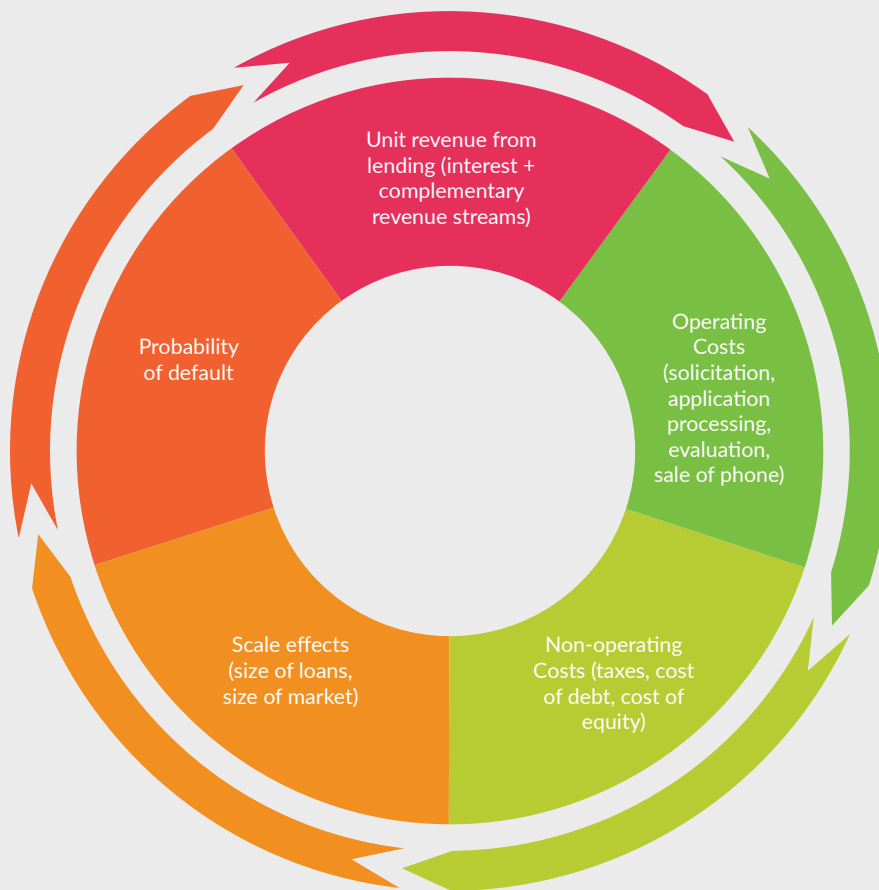 Unit revenue from
lending (interest +
complementary
revenue streams)
Operating
Costs
(solicitation,
application
processing,
evaluation,
sale of phone)
Non-operating
Costs (taxes, cost
of debt, cost of
equity)
Scale effects
(size of loans,
size of market)
Probability
of default